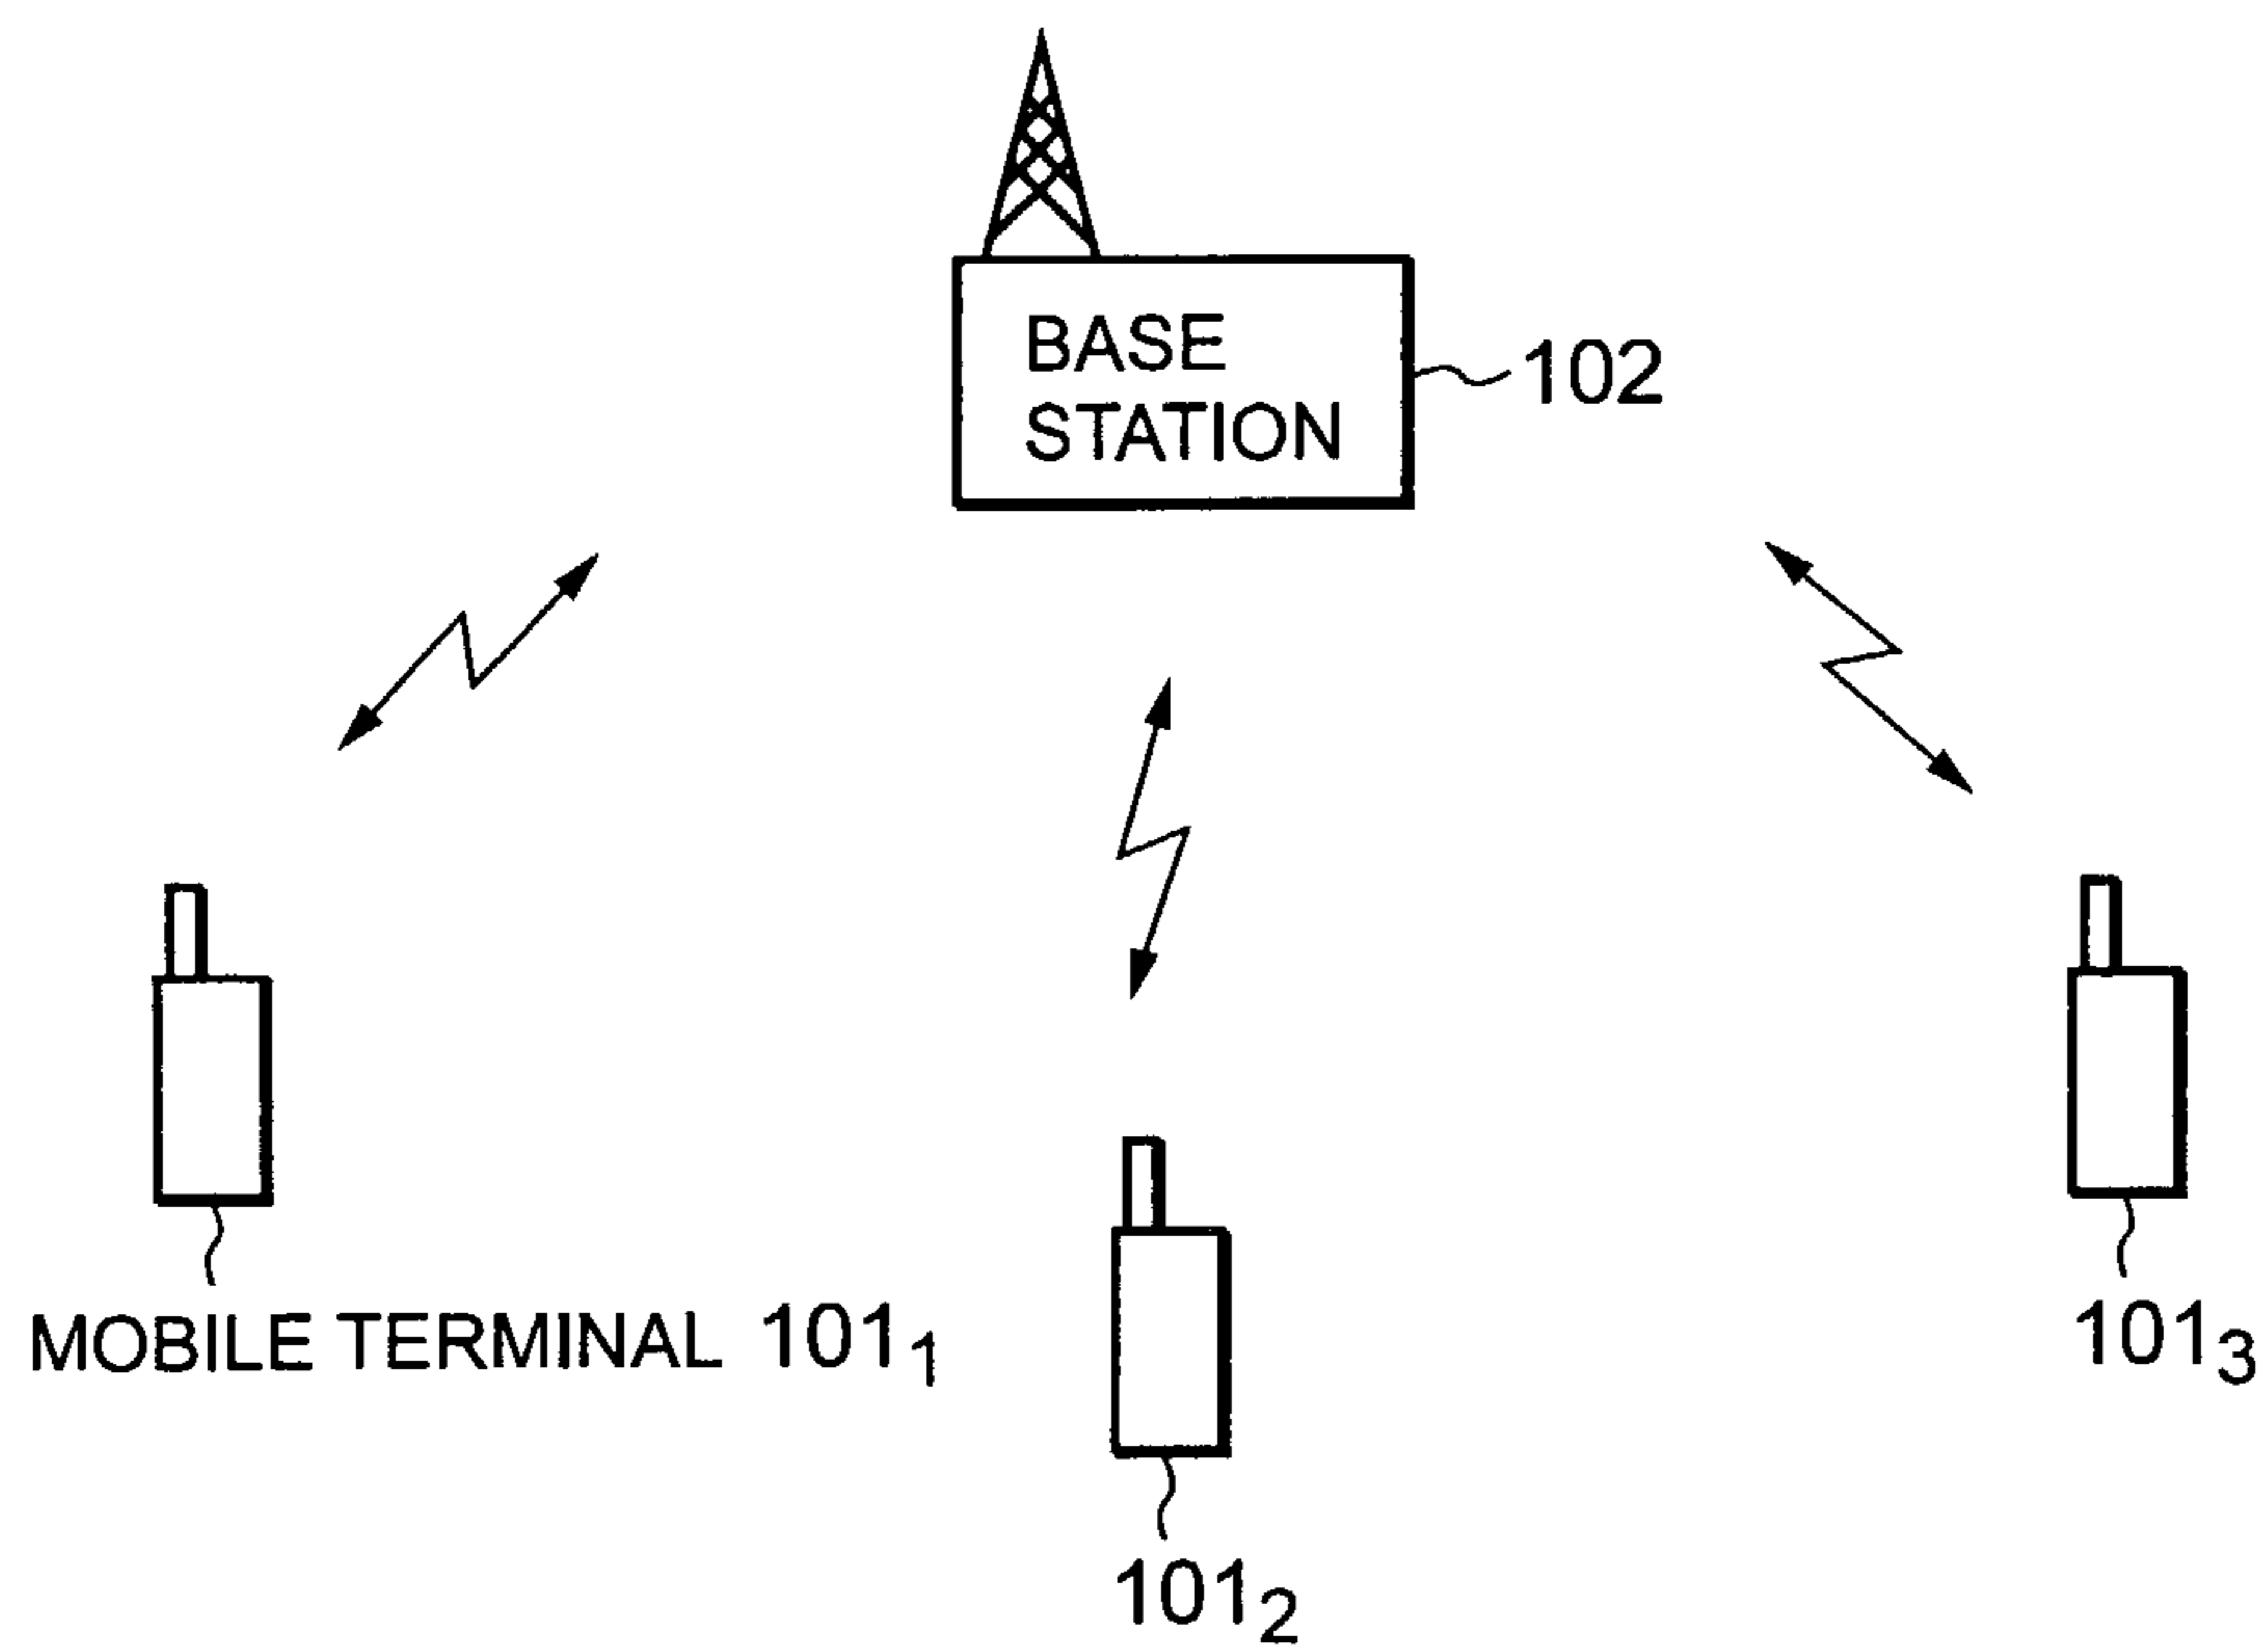 BASE
STATION
102
MOBILE TERMINAL 101₁
101₂
101₃